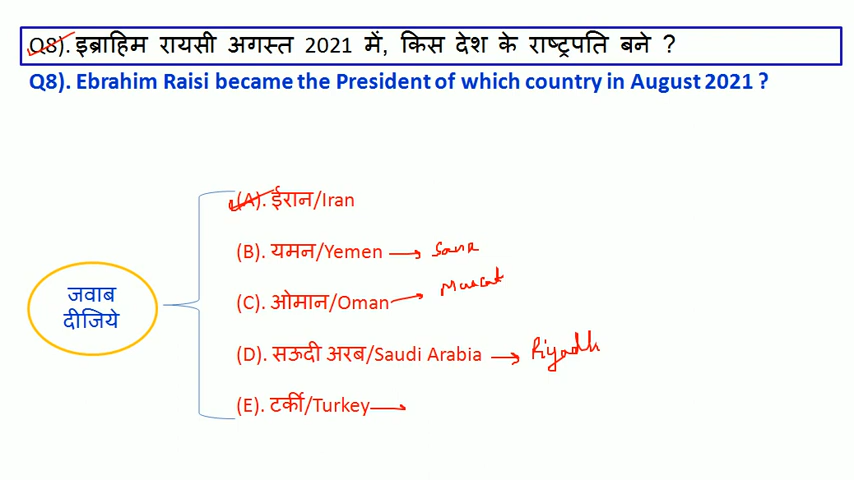 Q8). इब्राहिम रायसी अगस्त 2021 में, किस देश के राष्ट्रपति बने ?
Q8). Ebrahim Raisi became the President of which country in August 2021 ?
जवाब
दीजिये
(A). ईरान/Iran
(B). यमन/Yemen → Sana
(C). ओमान/Oman → Muscat
(D). सऊदी अरब/Saudi Arabia → Riyadh
(E). टर्की/Turkey →